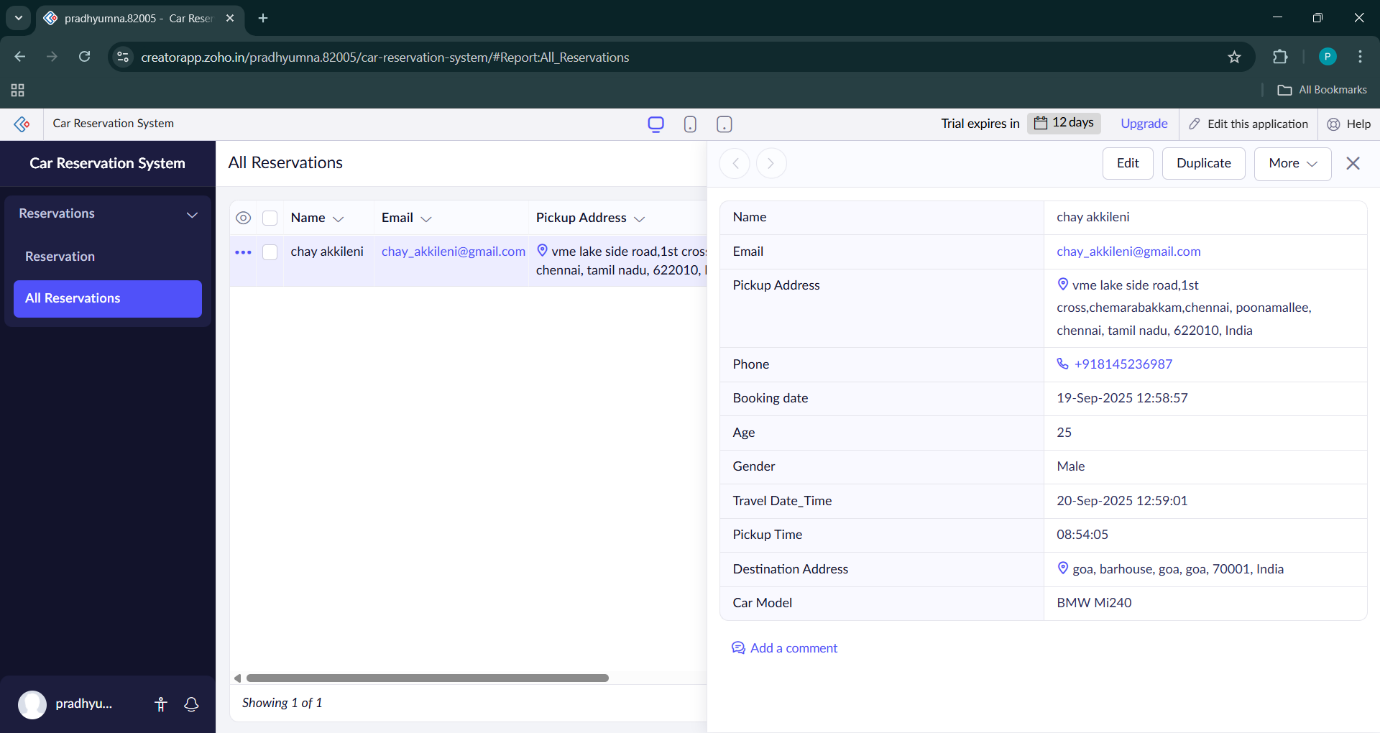 pradhyumna.82005 - Car Reser
creatorapp.zoho.in/pradhyumna.82005/car-reservation-system/#Report:All_Reservations
P
All Bookmarks
Car Reservation System
Trial expires in 12 days Upgrade Edit this application Help
Car Reservation System
Reservations
Reservation
All Reservations
pradhyu...
All Reservations
Name Email Pickup Address
chay akkileni chay_akkileni@gmail.com vme lake side road,1st cros
chennai, tamil nadu, 622010, I
Showing 1 of 1
Edit Duplicate More
Name chay akkileni
Email chay_akkileni@gmail.com
Pickup Address vme lake side road,1st
cross,chemarabakkam,chennai, poonamallee,
chennai, tamil nadu, 622010, India
Phone +918145236987
Booking date 19-Sep-2025 12:58:57
Age 25
Gender Male
Travel Date_Time 20-Sep-2025 12:59:01
Pickup Time 08:54:05
Destination Address goa, barhouse, goa, goa, 70001, India
Car Model BMW Mi240
Add a comment